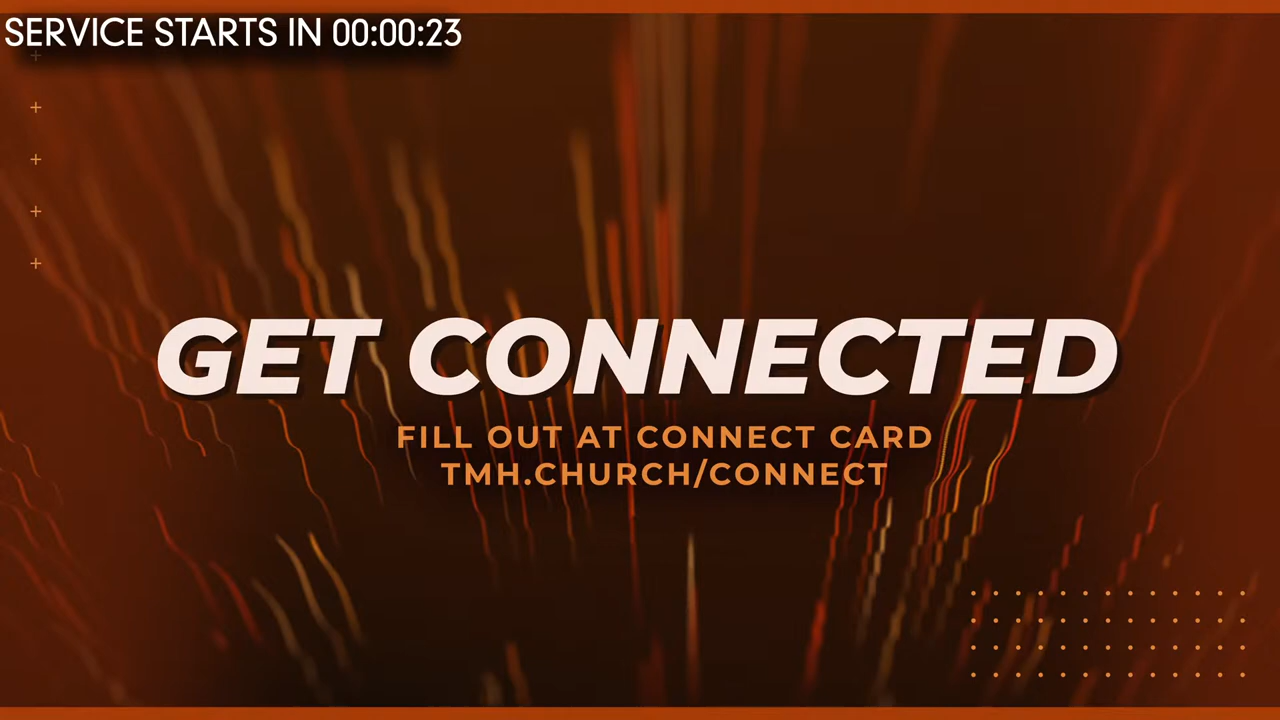 SERVICE STARTS IN 00:00:23
GET CONNECTED
FILL OUT AT CONNECT CARD
TMH.CHURCH/CONNECT